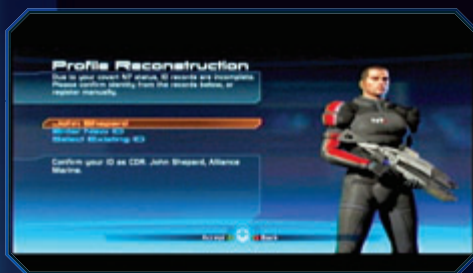 Profile Reconstruction
Due to your covert N7 status, ID records are incomplete.
Please confirm identity from the records below, or
register manually.
John Shepard
Enter New ID
Select Existing ID
Confirm your ID as CDR. John Shepard, Alliance
Marine.
Accept
Back